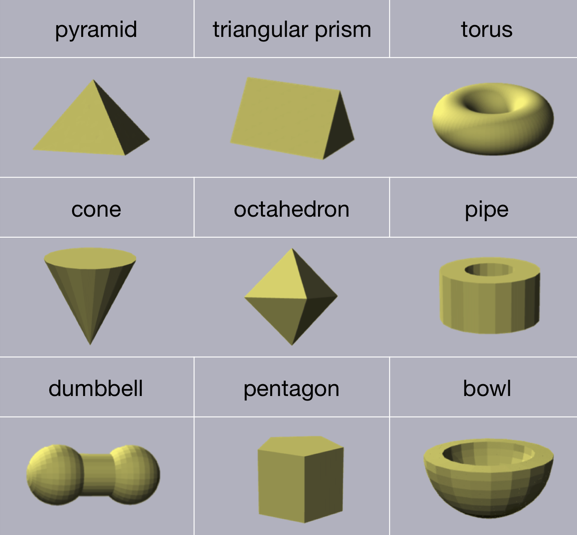 pyramid
triangular prism
torus
cone
octahedron
pipe
dumbbell
pentagon
bowl